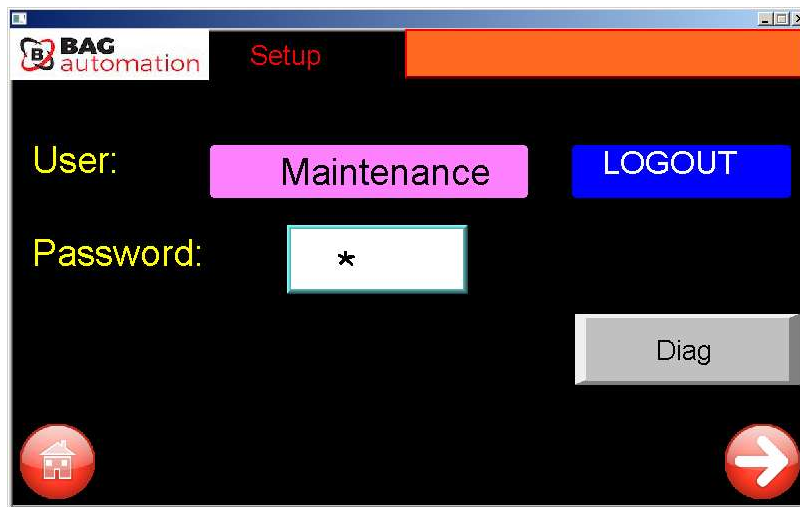 B BAG
automation
Setup
User:
Maintenance
LOGOUT
Password:
*
Diag